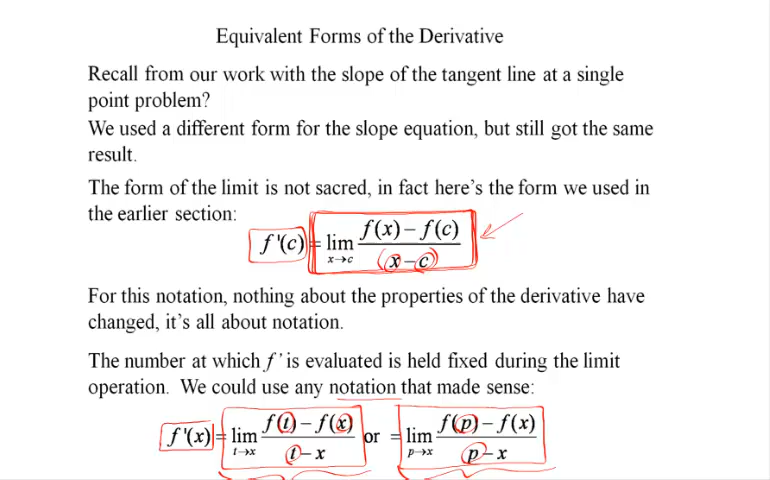 Equivalent Forms of the Derivative
Recall from our work with the slope of the tangent line at a single
point problem?
We used a different form for the slope equation, but still got the same
result.
The form of the limit is not sacred, in fact here's the form we used in
the earlier section:
f '(c) = lim x→c (f(x) − f(c)) / (x − c)
For this notation, nothing about the properties of the derivative have
changed, it's all about notation.
The number at which f ' is evaluated is held fixed during the limit
operation. We could use any notation that made sense:
f '(x) = lim t→x (f(t) − f(x)) / (t − x) or = lim p→x (f(p) − f(x)) / (p − x)